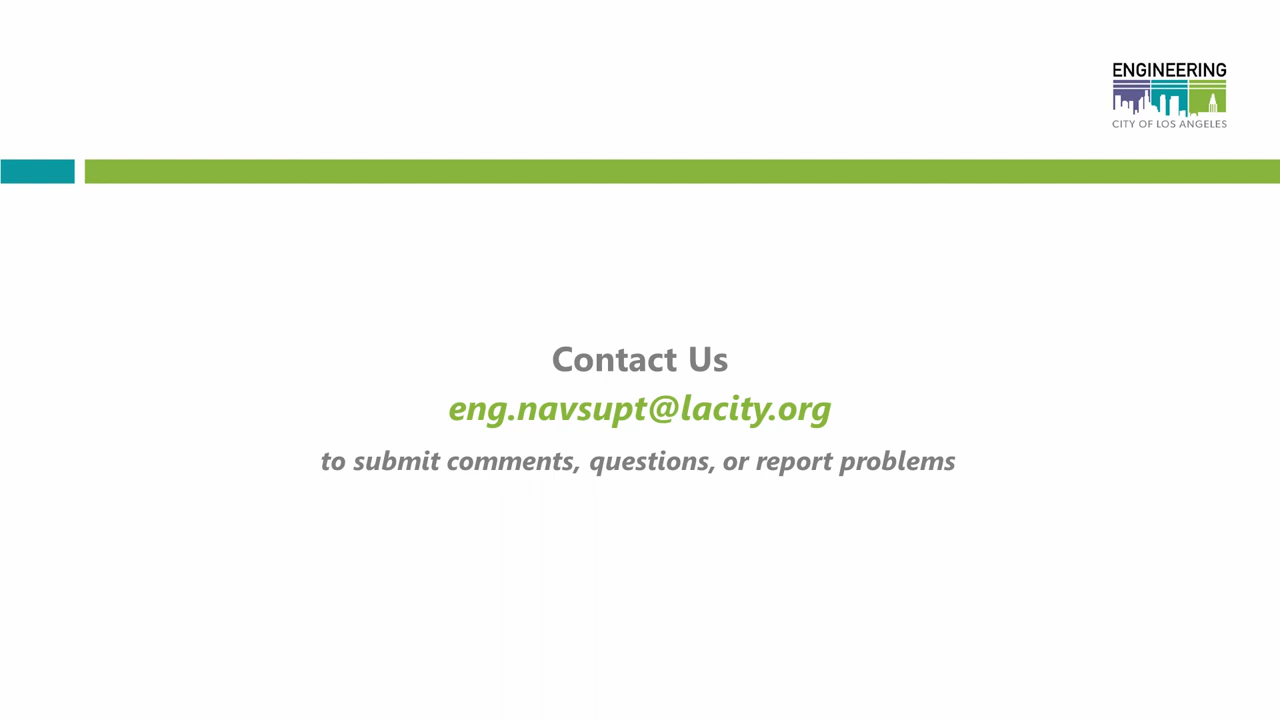 ENGINEERING
CITY OF LOS ANGELES
Contact Us
eng.navsupt@lacity.org
to submit comments, questions, or report problems